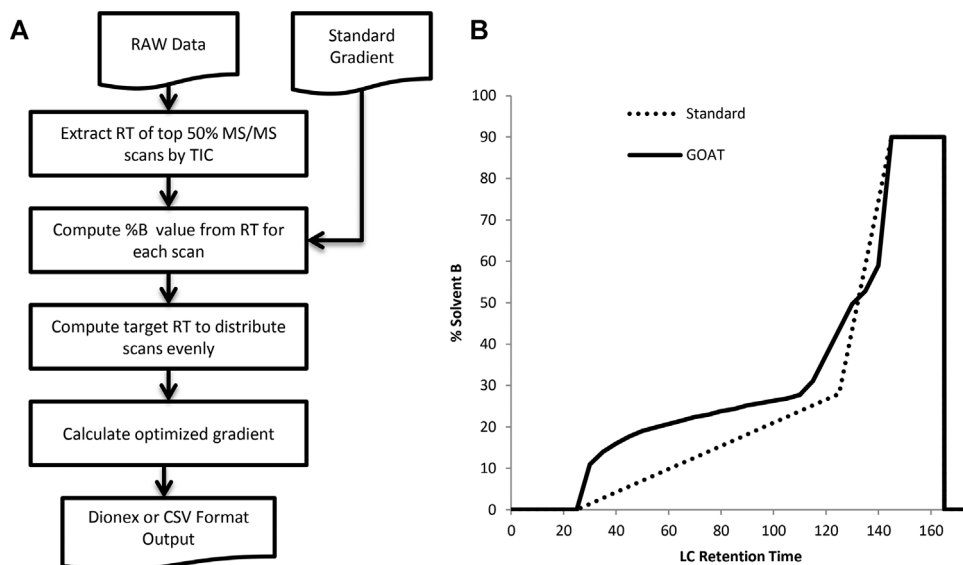 A
RAW Data
Standard
Gradient
Extract RT of top 50% MS/MS
scans by TIC
Compute %B value from RT for
each scan
Compute target RT to distribute
scans evenly
Calculate optimized gradient
Dionex or CSV Format
Output
B
% Solvent B
100
90
80
70
60
50
40
30
20
10
0
Standard
GOAT
0 20 40 60 80 100 120 140 160
LC Retention Time